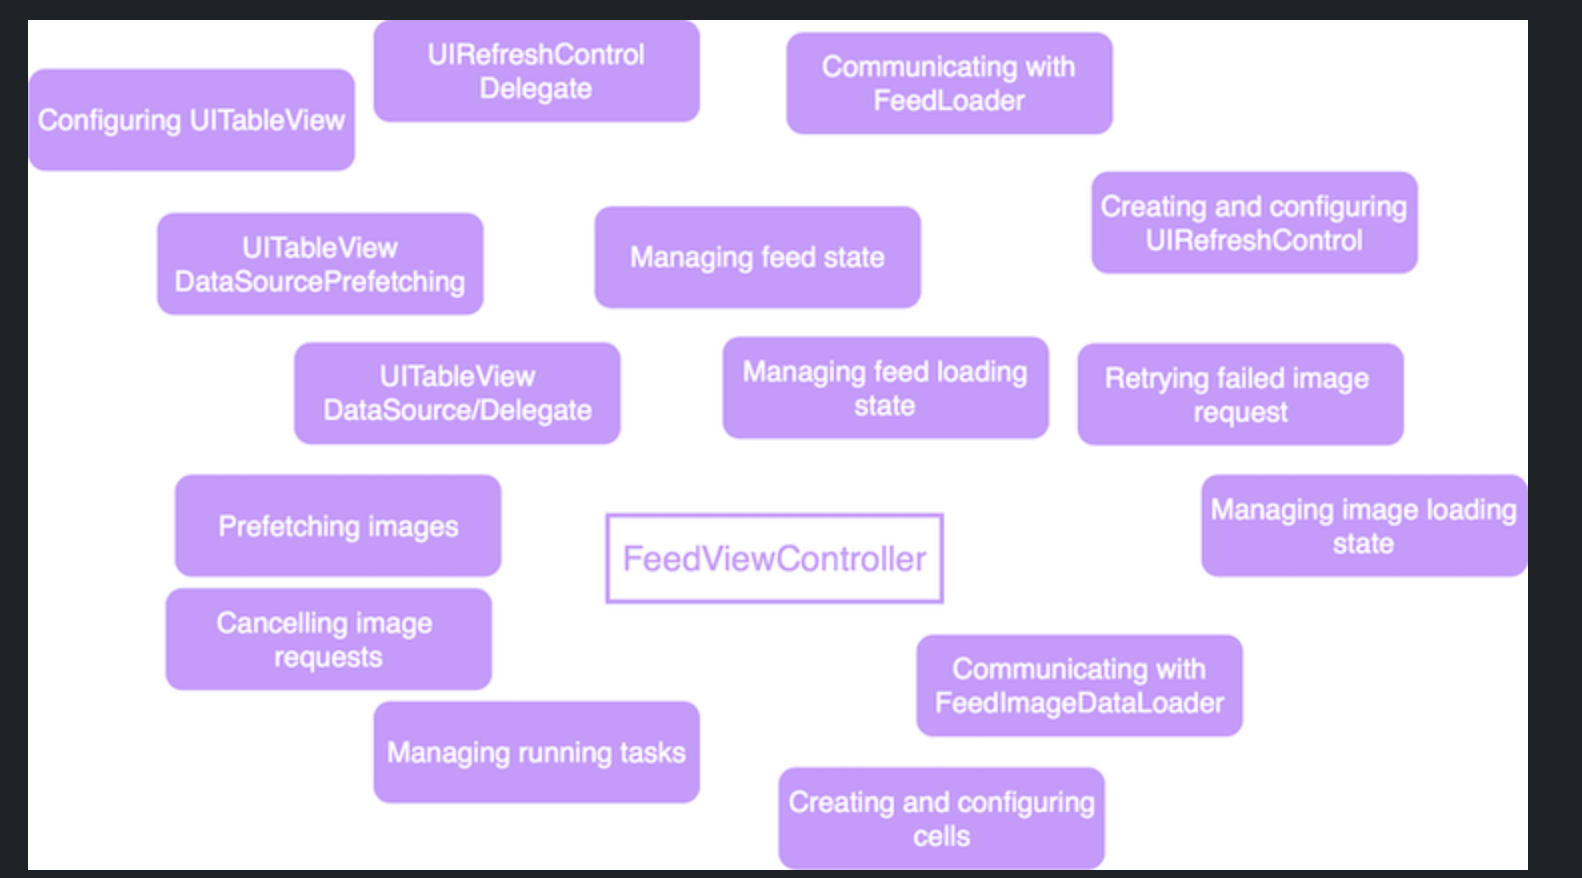 UIRefreshControl
Delegate
Communicating with
FeedLoader
Configuring UITableView
Creating and configuring
UIRefreshControl
UITableView
DataSourcePrefetching
Managing feed state
UITableView
DataSource/Delegate
Managing feed loading
state
Retrying failed image
request
Prefetching images
Managing image loading
state
FeedViewController
Cancelling image
requests
Communicating with
FeedImageDataLoader
Managing running tasks
Creating and configuring
cells